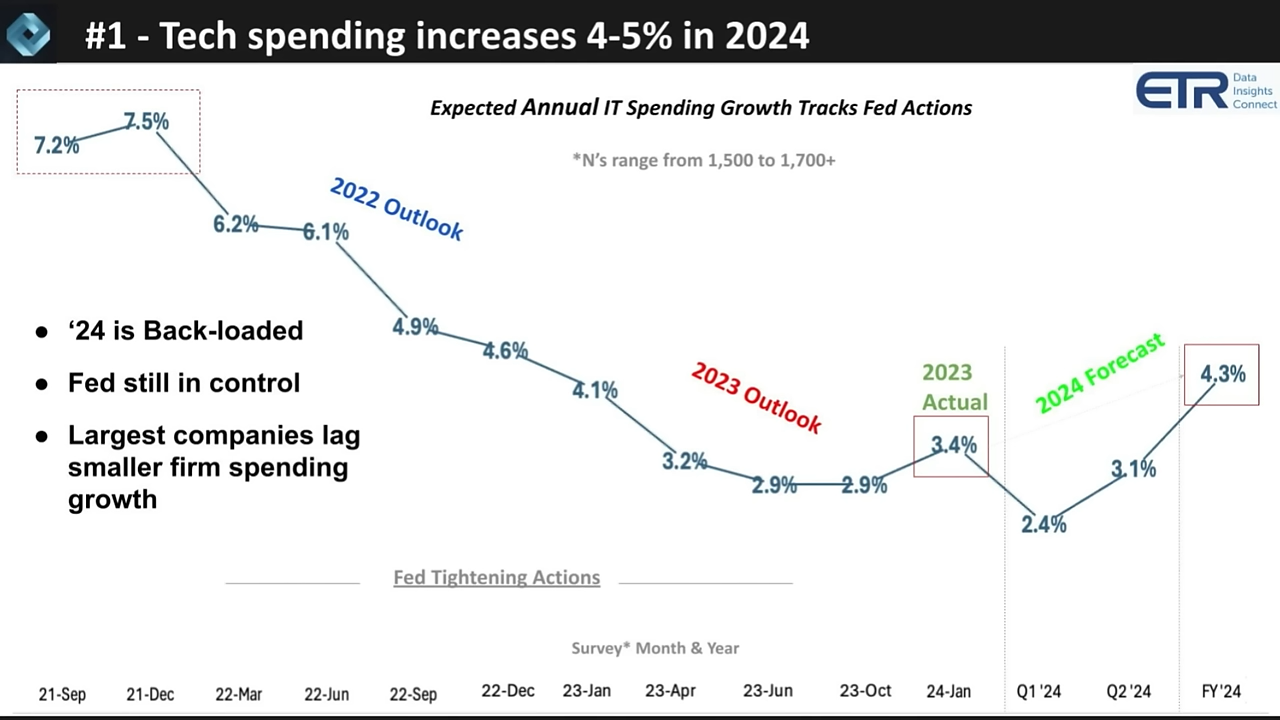 #1 - Tech spending increases 4-5% in 2024
ETR Data
Insights
Connect
Expected Annual IT Spending Growth Tracks Fed Actions
*N’s range from 1,500 to 1,700+
7.2%
7.5%
6.2%
6.1%
2022 Outlook
4.9%
4.6%
4.1%
3.2%
2.9%
2.9%
2023 Outlook
2023
Actual
3.4%
2024 Forecast
2.4%
3.1%
4.3%
● ‘24 is Back-loaded
● Fed still in control
● Largest companies lag
smaller firm spending
growth
Fed Tightening Actions
Survey* Month & Year
21-Sep 21-Dec 22-Mar 22-Jun 22-Sep 22-Dec 23-Jan 23-Apr 23-Jun 23-Oct 24-Jan Q1 '24 Q2 '24 FY '24